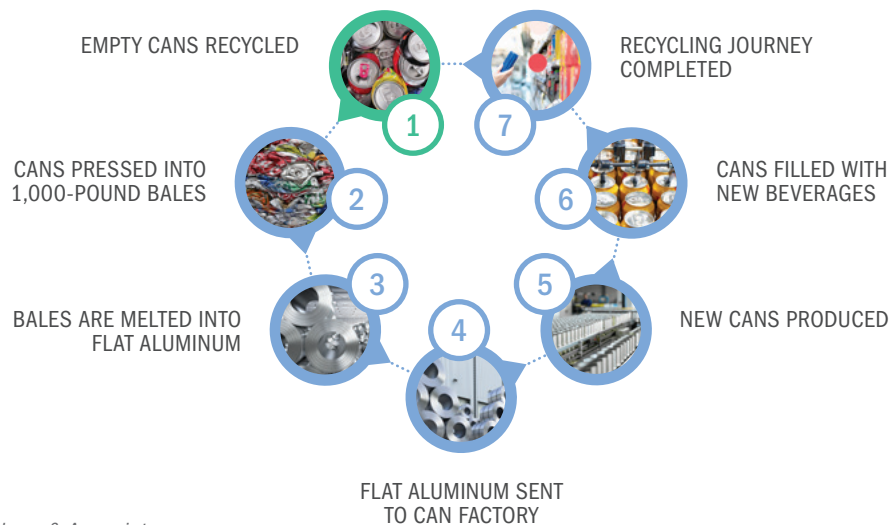 EMPTY CANS RECYCLED
1
CANS PRESSED INTO
1,000-POUND BALES
2
BALES ARE MELTED INTO
FLAT ALUMINUM
3
FLAT ALUMINUM SENT
TO CAN FACTORY
4
NEW CANS PRODUCED
5
CANS FILLED WITH
NEW BEVERAGES
6
RECYCLING JOURNEY
COMPLETED
7